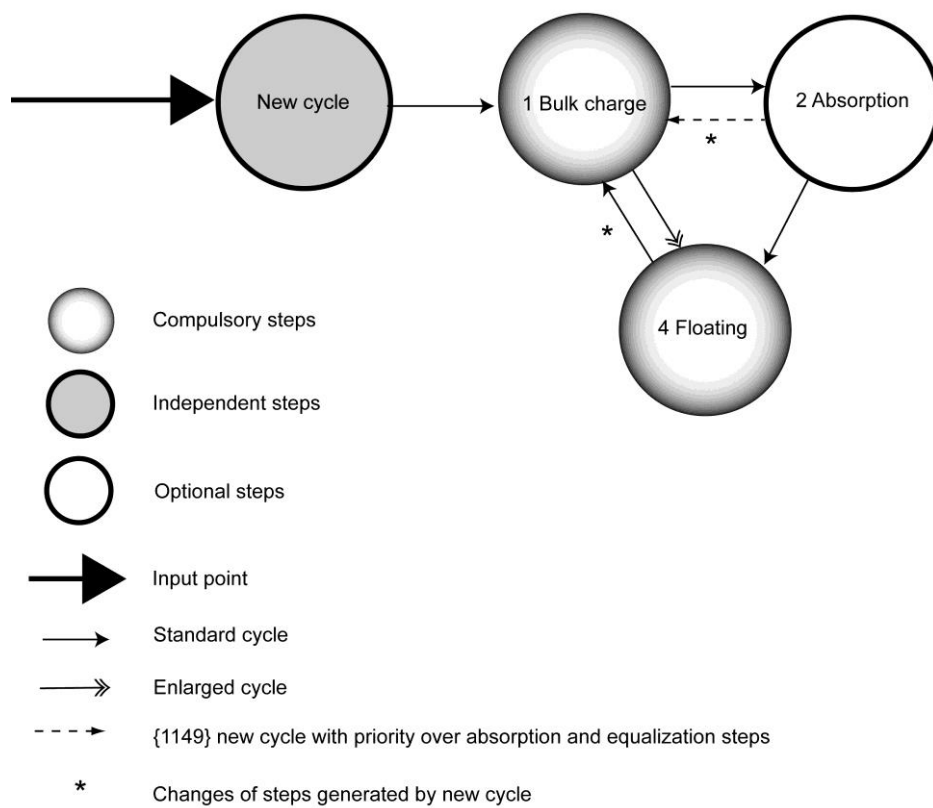 New cycle
1 Bulk charge
2 Absorption
*
*
4 Floating
Compulsory steps
Independent steps
Optional steps
Input point
Standard cycle
Enlarged cycle
{1149} new cycle with priority over absorption and equalization steps
* Changes of steps generated by new cycle